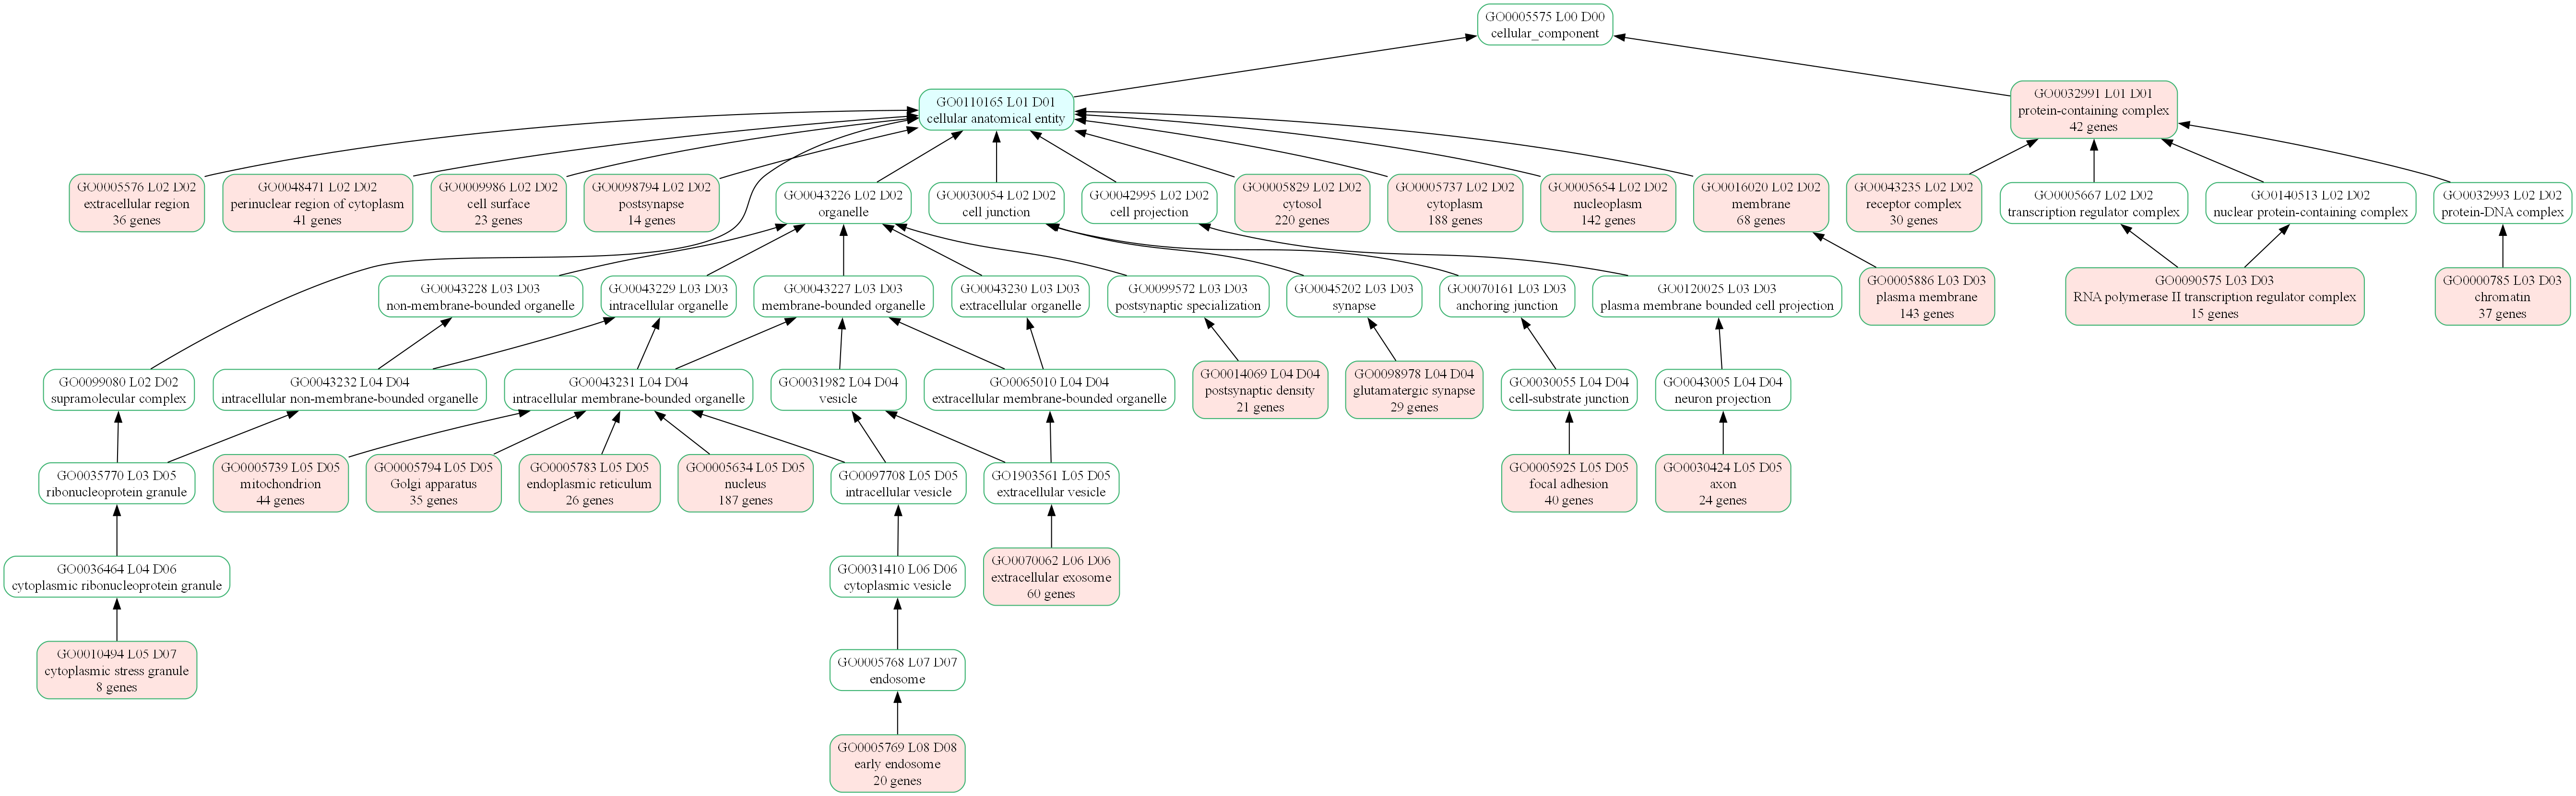 GO0005575 L00 D00
cellular_component
GO0110165 L01 D01
cellular anatomical entity
GO0032991 L01 D01
protein-containing complex
42 genes
GO0005576 L02 D02
extracellular region
36 genes
GO0048471 L02 D02
perinuclear region of cytoplasm
41 genes
GO0009986 L02 D02
cell surface
23 genes
GO0098794 L02 D02
postsynapse
14 genes
GO0043226 L02 D02
organelle
GO0030054 L02 D02
cell junction
GO0042995 L02 D02
cell projection
GO0005829 L02 D02
cytosol
220 genes
GO0005737 L02 D02
cytoplasm
188 genes
GO0005654 L02 D02
nucleoplasm
142 genes
GO0016020 L02 D02
membrane
68 genes
GO0043235 L02 D02
receptor complex
30 genes
GO0005667 L02 D02
transcription regulator complex
GO0140513 L02 D02
nuclear protein-containing complex
GO0032993 L02 D02
protein-DNA complex
GO0043228 L03 D03
non-membrane-bounded organelle
GO0043229 L03 D03
intracellular organelle
GO0043227 L03 D03
membrane-bounded organelle
GO0043230 L03 D03
extracellular organelle
GO0099572 L03 D03
postsynaptic specialization
GO0045202 L03 D03
synapse
GO0070161 L03 D03
anchoring junction
GO0120025 L03 D03
plasma membrane bounded cell projection
GO0005886 L03 D03
plasma membrane
143 genes
GO0090575 L03 D03
RNA polymerase II transcription regulator complex
15 genes
GO0000785 L03 D03
chromatin
37 genes
GO0099080 L02 D02
supramolecular complex
GO0043232 L04 D04
intracellular non-membrane-bounded organelle
GO0043231 L04 D04
intracellular membrane-bounded organelle
GO0031982 L04 D04
vesicle
GO0065010 L04 D04
extracellular membrane-bounded organelle
GO0014069 L04 D04
postsynaptic density
21 genes
GO0098978 L04 D04
glutamatergic synapse
29 genes
GO0030055 L04 D04
cell-substrate junction
GO0043005 L04 D04
neuron projection
GO0035770 L03 D05
ribonucleoprotein granule
GO0005739 L05 D05
mitochondrion
44 genes
GO0005794 L05 D05
Golgi apparatus
35 genes
GO0005783 L05 D05
endoplasmic reticulum
26 genes
GO0005634 L05 D05
nucleus
187 genes
GO0097708 L05 D05
intracellular vesicle
GO1903561 L05 D05
extracellular vesicle
GO0005925 L05 D05
focal adhesion
40 genes
GO0030424 L05 D05
axon
24 genes
GO0036464 L04 D06
cytoplasmic ribonucleoprotein granule
GO0031410 L06 D06
cytoplasmic vesicle
GO0070062 L06 D06
extracellular exosome
60 genes
GO0010494 L05 D07
cytoplasmic stress granule
8 genes
GO0005768 L07 D07
endosome
GO0005769 L08 D08
early endosome
20 genes